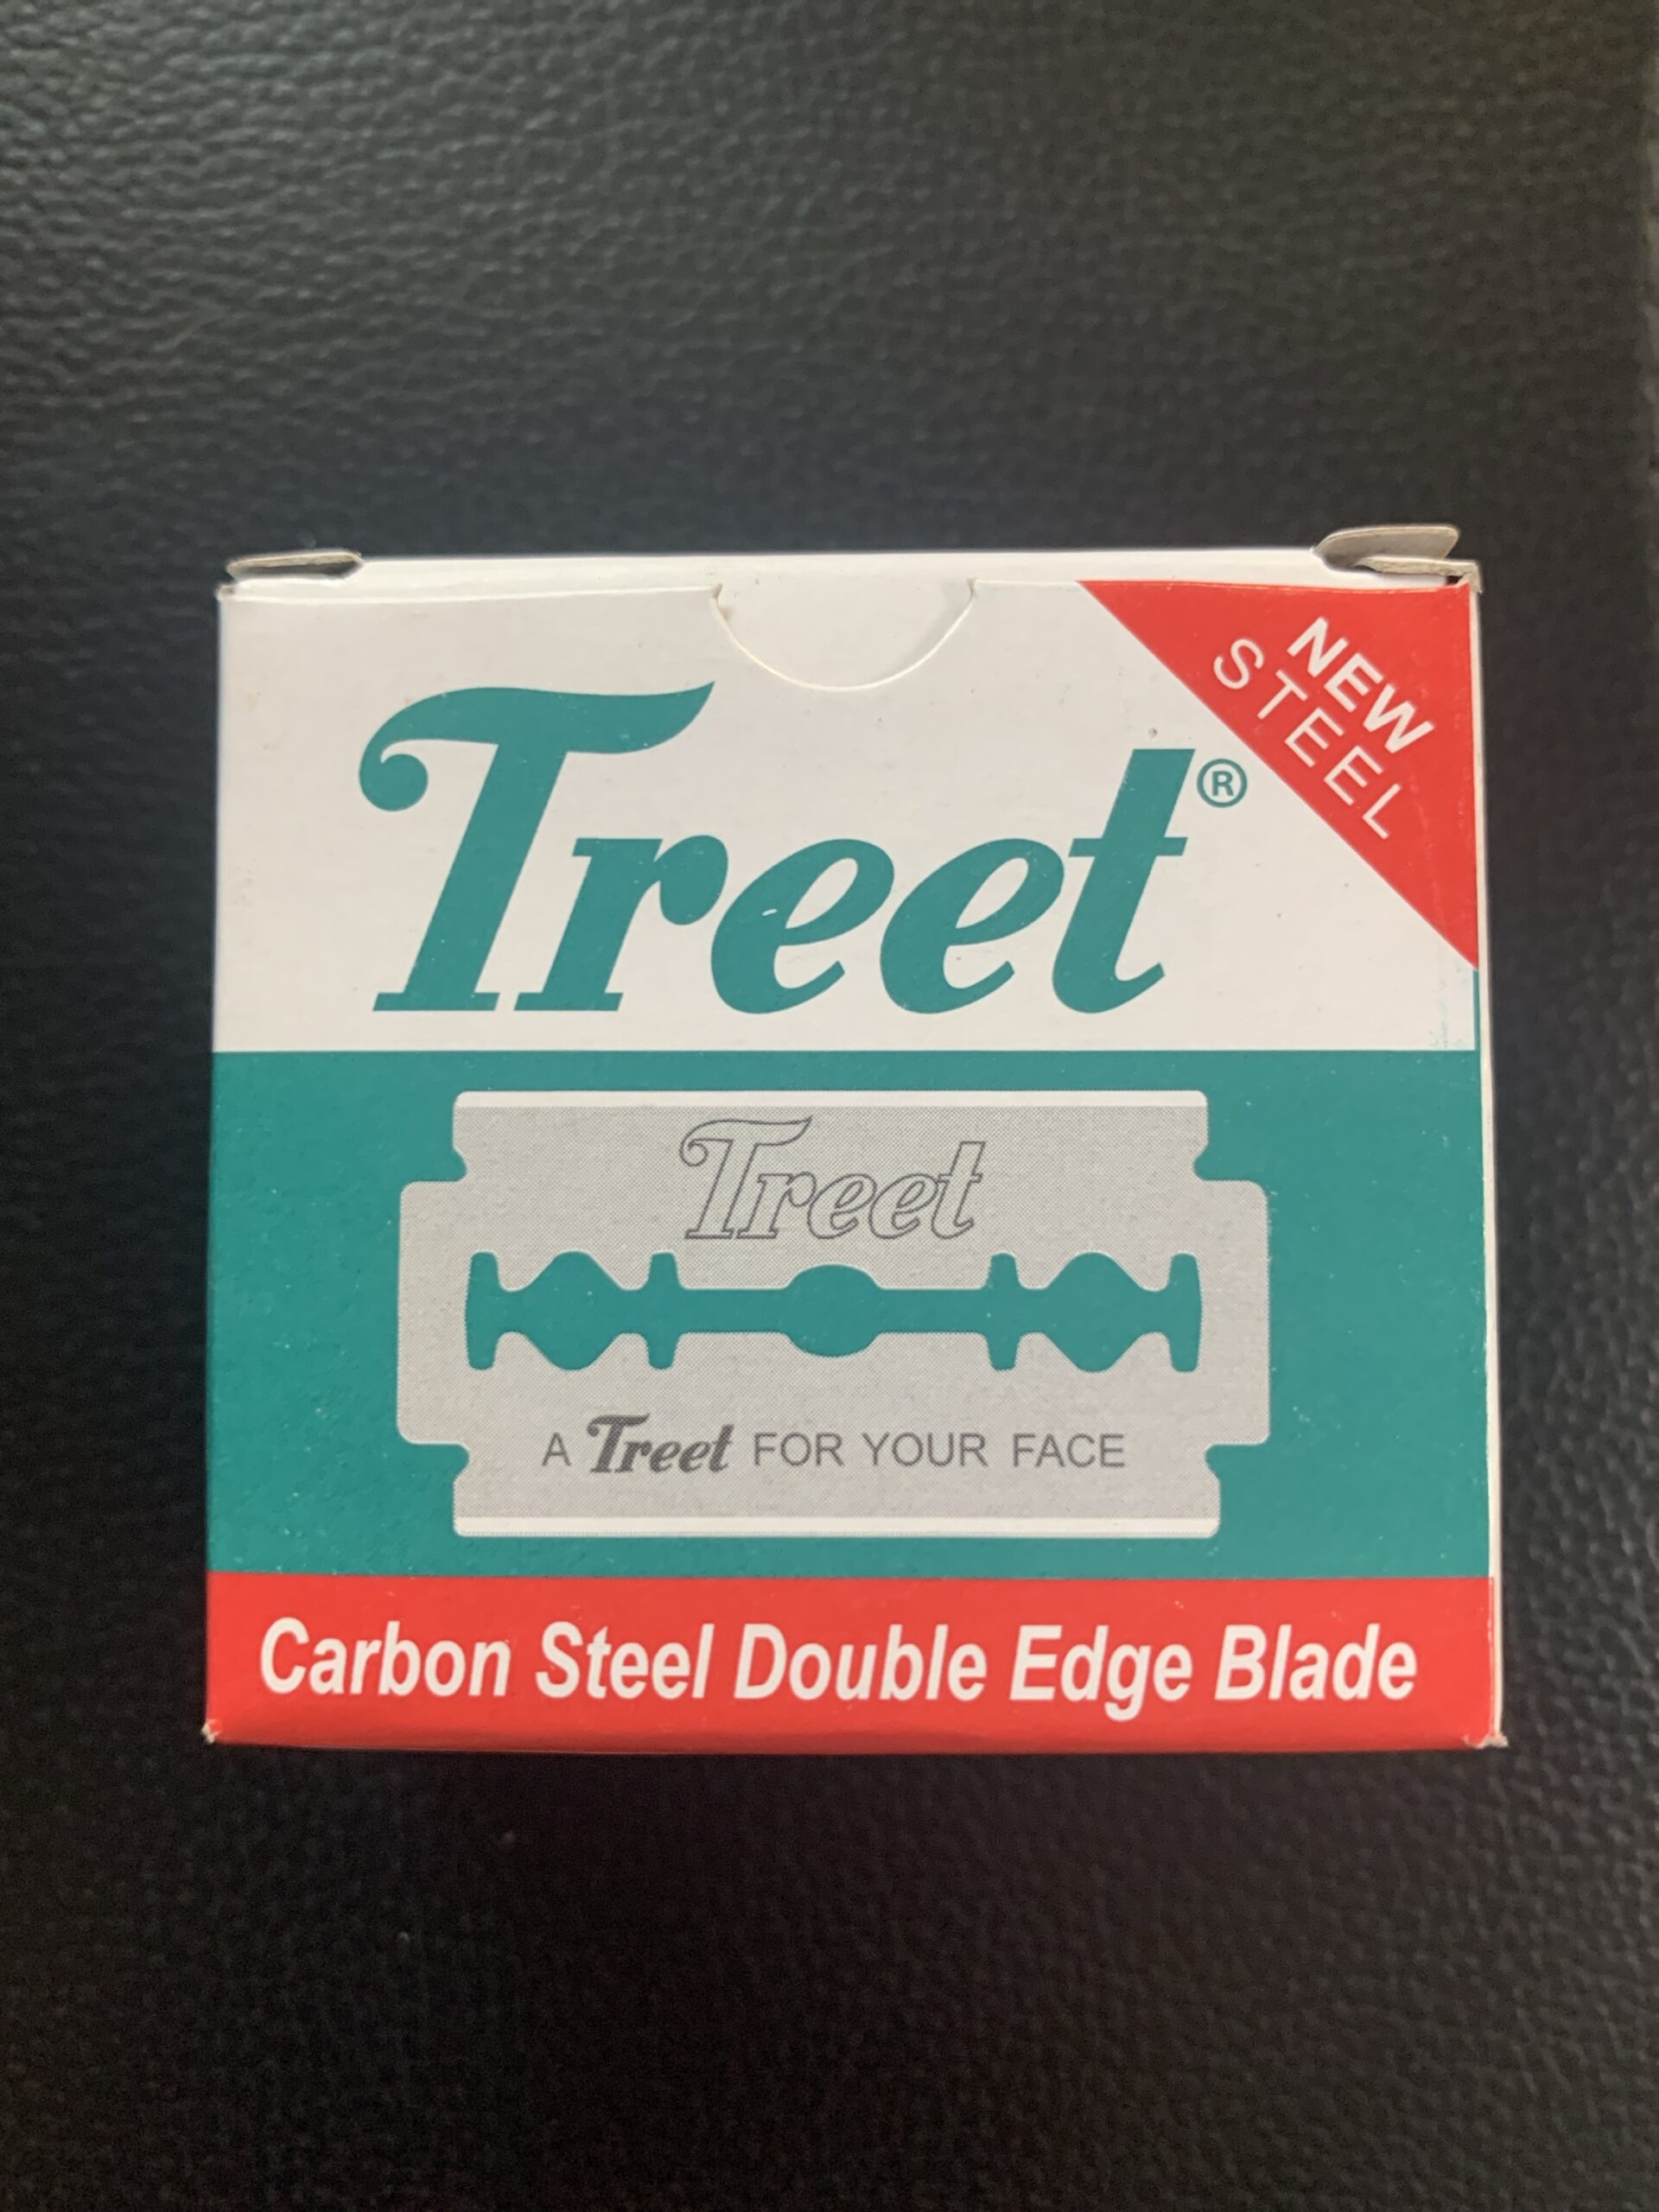 NEW
STEEL
Treet®
Treet
A Treet FOR YOUR FACE
Carbon Steel Double Edge Blade